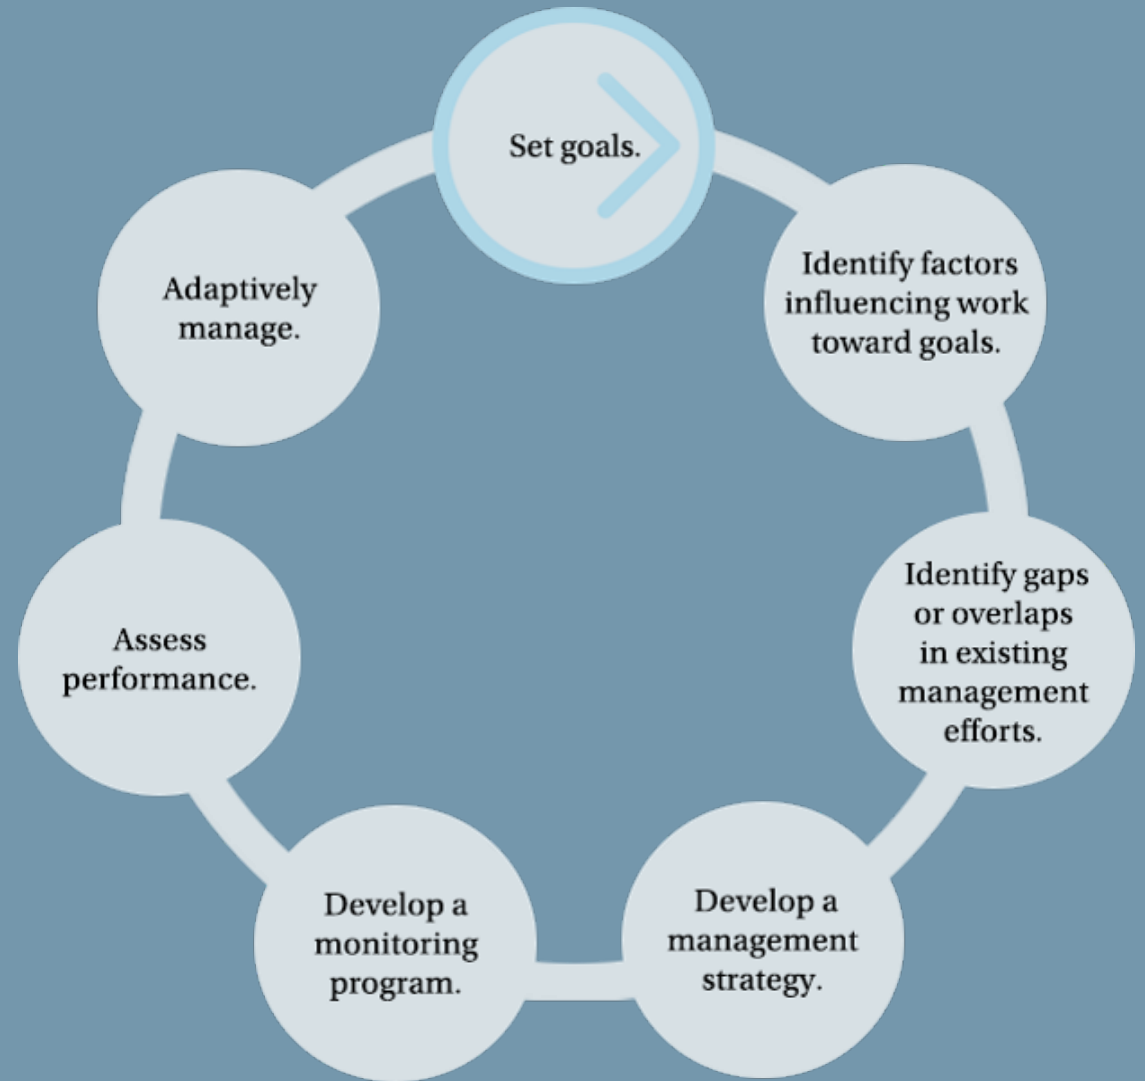 Set goals.
Identify factors
influencing work
toward goals.
Identify gaps
or overlaps
in existing
management
efforts.
Develop a
management
strategy.
Develop a
monitoring
program.
Assess
performance.
Adaptively
manage.